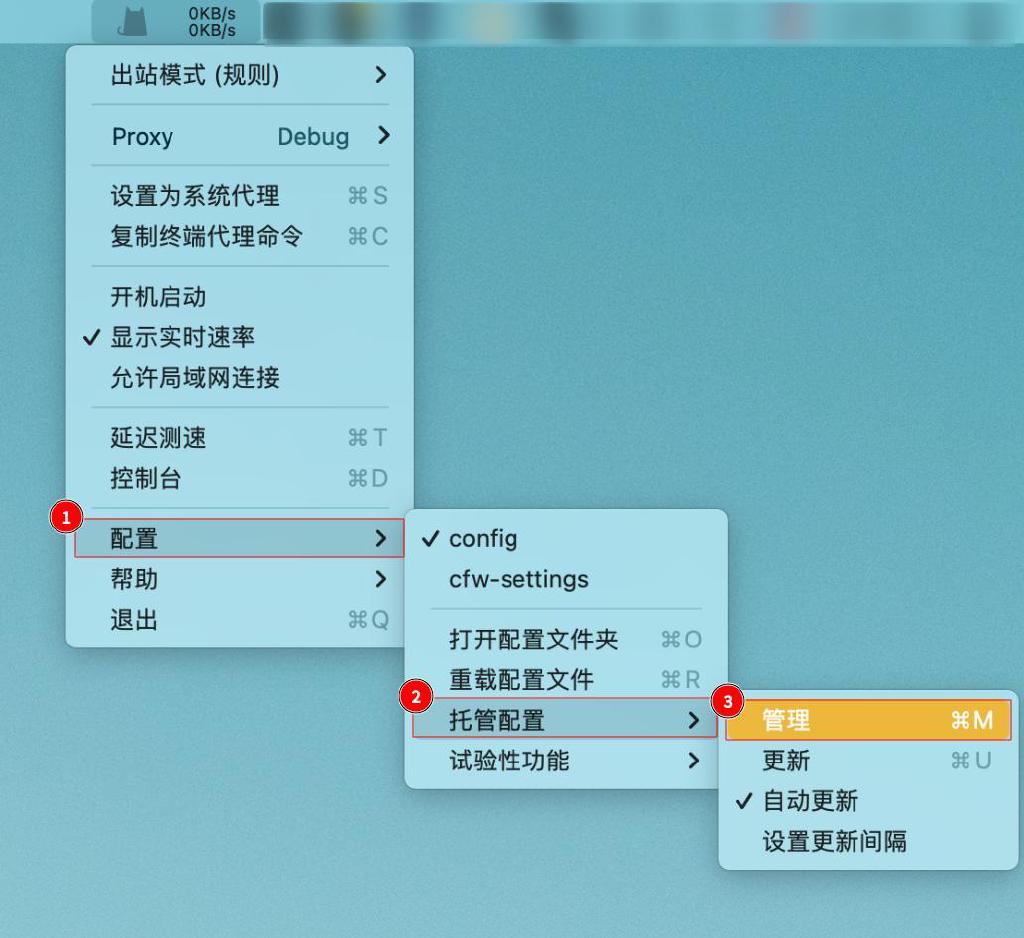 0KB/s
0KB/s
出站模式 (规则)
Proxy Debug
设置为系统代理 ⌘S
复制终端代理命令 ⌘C
开机启动
✓ 显示实时速率
允许局域网连接
延迟测速 ⌘T
控制台 ⌘D
1 配置
帮助
退出 ⌘Q
✓ config
cfw-settings
打开配置文件夹 ⌘O
重载配置文件 ⌘R
2 托管配置
试验性功能
3 管理 ⌘M
更新 ⌘U
✓ 自动更新
设置更新间隔